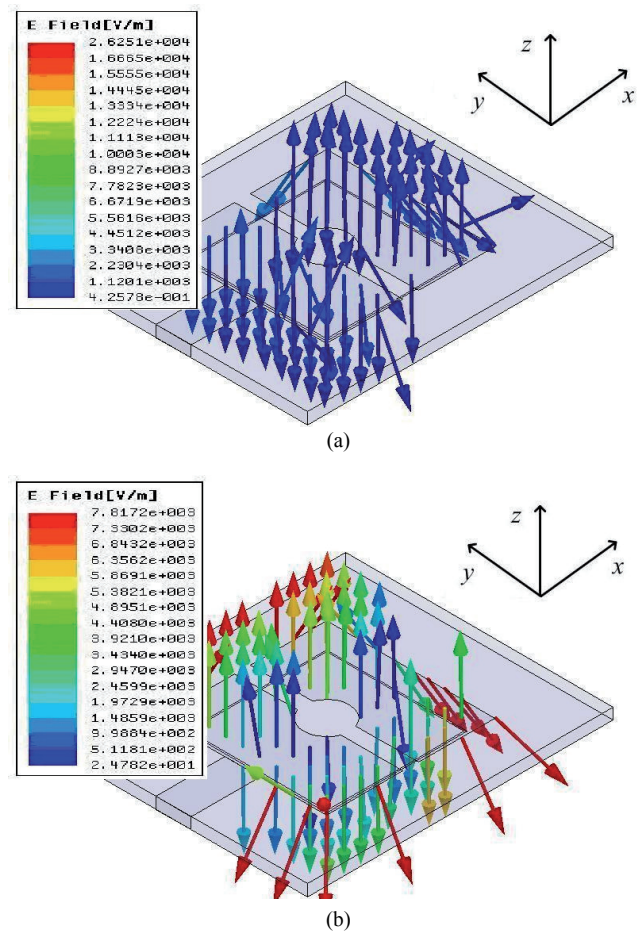 E Field[V/m]
2.6251e+004
1.6665e+004
1.5555e+004
1.4445e+004
1.3334e+004
1.2224e+004
1.1113e+004
1.0003e+004
8.8927e+003
7.7823e+003
6.6719e+003
5.5616e+003
4.4512e+003
3.3408e+003
2.2304e+003
1.1201e+003
4.2578e-001
z
y
x
(a)
E Field[V/m]
7.8172e+003
7.3302e+003
6.8432e+003
6.3562e+003
5.8691e+003
5.3821e+003
4.8951e+003
4.4080e+003
3.9210e+003
3.4340e+003
2.9470e+003
2.4599e+003
1.9729e+003
1.4859e+003
9.9884e+002
5.1181e+002
2.4782e+001
z
y
x
(b)